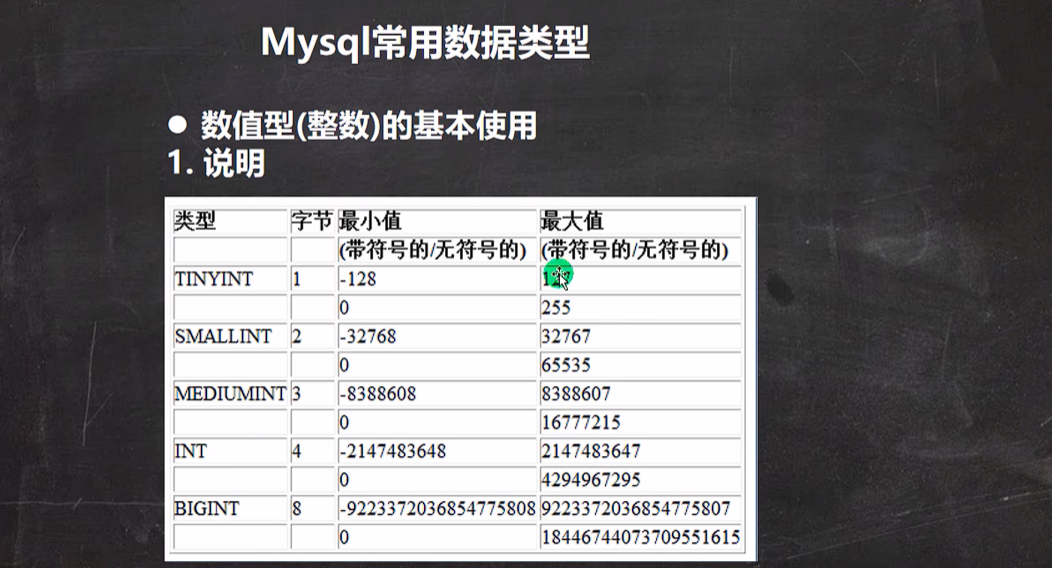 Mysql常用数据类型
● 数值型(整数)的基本使用
1. 说明
类型 字节 最小值 最大值
(带符号的/无符号的) (带符号的/无符号的)
TINYINT 1 -128
0 255
SMALLINT 2 -32768 32767
0 65535
MEDIUMINT 3 -8388608 8388607
0 16777215
INT 4 -2147483648 2147483647
0 4294967295
BIGINT 8 -9223372036854775808 9223372036854775807
0 18446744073709551615